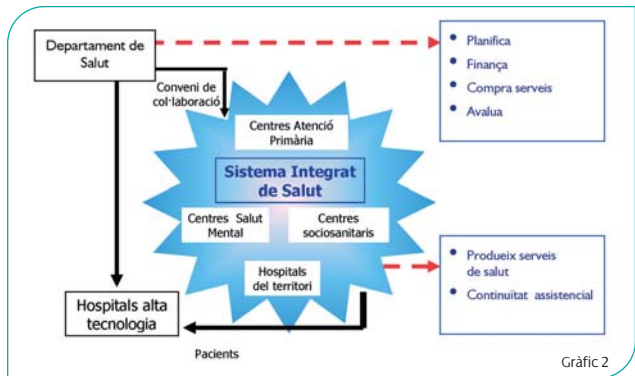 Departament de
Salut
Conveni de
col·laboració
Planifica
Finança
Compra serveis
Avalua
Centres Atenció
Primària
Sistema Integrat
de Salut
Centres Salut
Mental
Centres
sociosanitaris
Hospitals
del territori
Produeix serveis
de salut
Continuïtat assistencial
Hospitals alta
tecnologia
Pacients
Gràfic 2